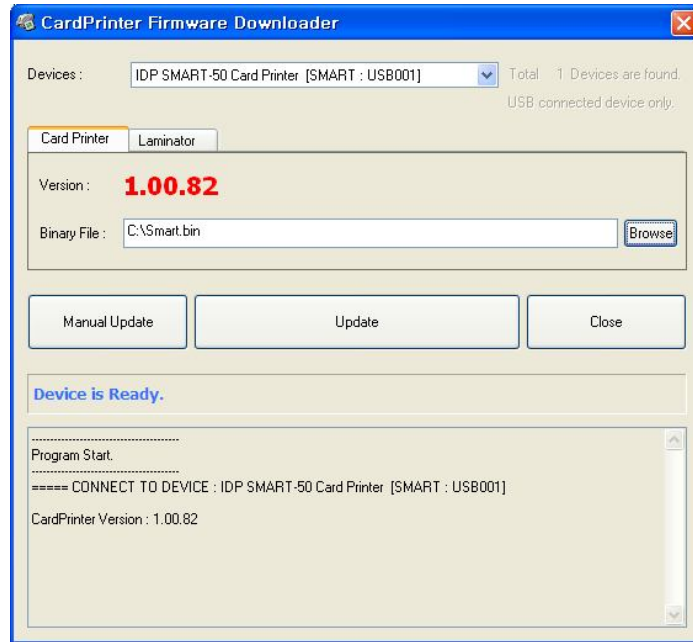 CardPrinter Firmware Downloader
Devices : IDP SMART-50 Card Printer [SMART : USB001] Total 1 Devices are found.
USB connected device only.
Card Printer Laminator
Version : 1.00.82
Binary File : C:\Smart.bin Browse
Manual Update Update Close
Device is Ready.
----------------------------------------
Program Start.
----------------------------------------
===== CONNECT TO DEVICE : IDP SMART-50 Card Printer [SMART : USB001]
CardPrinter Version : 1.00.82